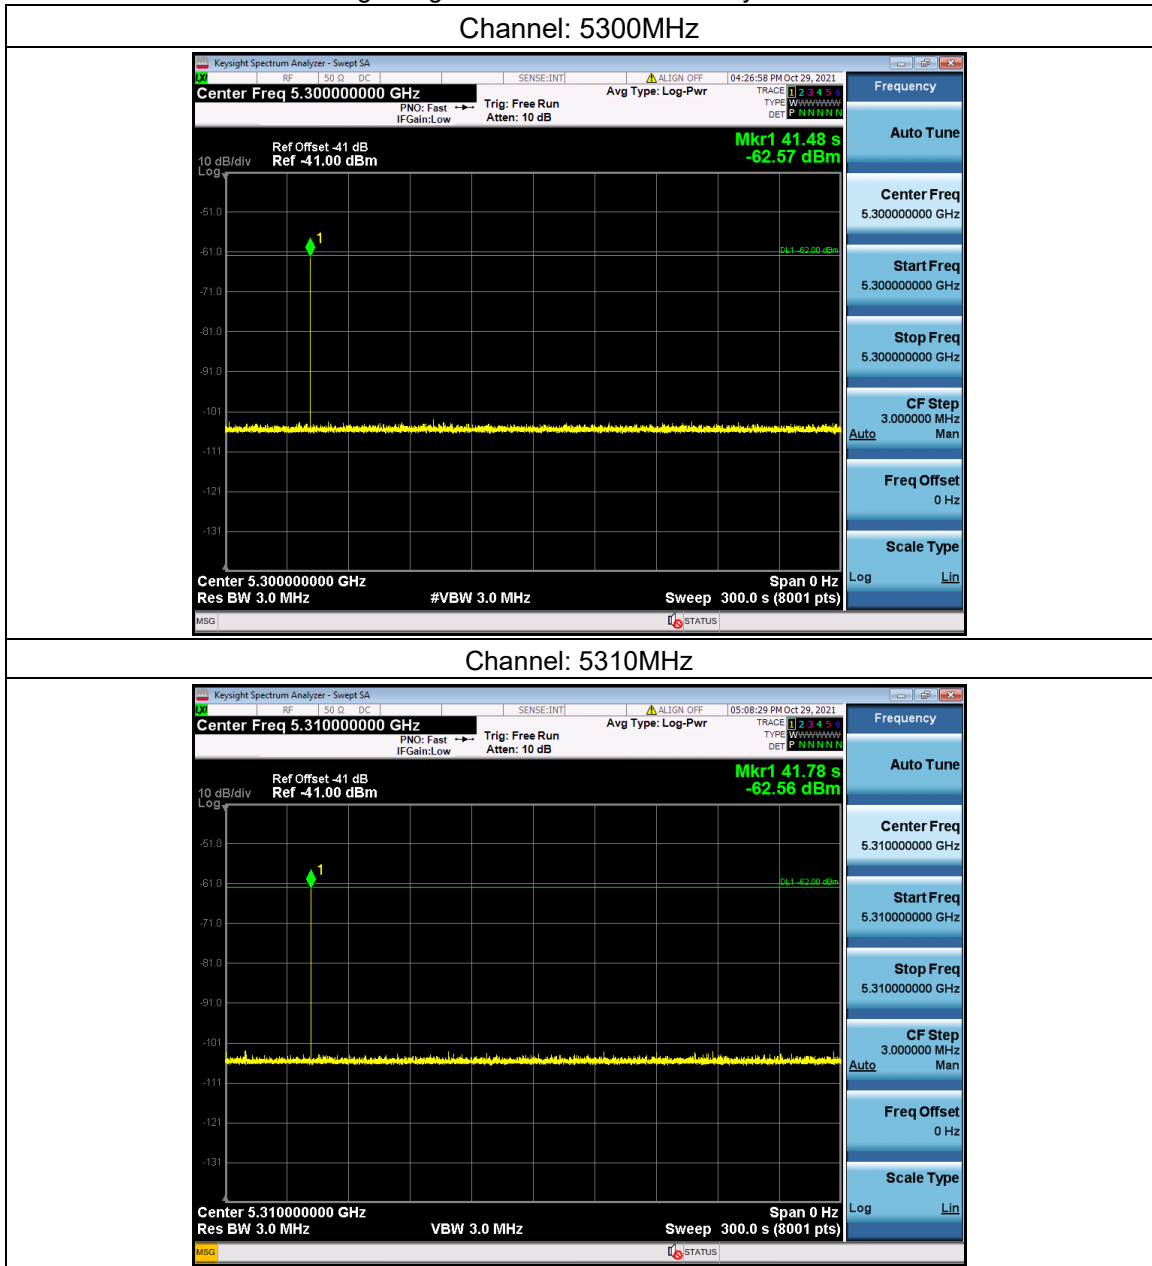 Channel: 5300MHz
Keysight Spectrum Analyzer - Swept SA
LXI RF 50 Ω DC SENSE:INT ALIGN OFF 04:26:58 PM Oct 29, 2021
Center Freq 5.300000000 GHz Avg Type: Log-Pwr TRACE 1 2 3 4 5 6
PNO: Fast Trig: Free Run TYPE WWWWWW
IFGain:Low Atten: 10 dB DET P N N N N N
Frequency
Mkr1 41.48 s
Ref Offset -41 dB
10 dB/div Ref -41.00 dBm -62.57 dBm
Log
-51.0
1
-61.0
DL1 -62.00 dBm
-71.0
-81.0
-91.0
-101
-111
-121
-131
Center 5.300000000 GHz Span 0 Hz
Res BW 3.0 MHz #VBW 3.0 MHz Sweep 300.0 s (8001 pts)
MSG STATUS
Auto Tune
Center Freq
5.300000000 GHz
Start Freq
5.300000000 GHz
Stop Freq
5.300000000 GHz
CF Step
3.000000 MHz
Auto Man
Freq Offset
0 Hz
Scale Type
Log Lin
Channel: 5310MHz
Keysight Spectrum Analyzer - Swept SA
LXI RF 50 Ω DC SENSE:INT ALIGN OFF 05:08:29 PM Oct 29, 2021
Center Freq 5.310000000 GHz Avg Type: Log-Pwr TRACE 1 2 3 4 5 6
PNO: Fast Trig: Free Run TYPE WWWWWW
IFGain:Low Atten: 10 dB DET P N N N N N
Frequency
Mkr1 41.78 s
Ref Offset -41 dB
10 dB/div Ref -41.00 dBm -62.56 dBm
Log
-51.0
1
-61.0
DL1 -62.00 dBm
-71.0
-81.0
-91.0
-101
-111
-121
-131
Center 5.310000000 GHz Span 0 Hz
Res BW 3.0 MHz VBW 3.0 MHz Sweep 300.0 s (8001 pts)
MSG STATUS
Auto Tune
Center Freq
5.310000000 GHz
Start Freq
5.310000000 GHz
Stop Freq
5.310000000 GHz
CF Step
3.000000 MHz
Auto Man
Freq Offset
0 Hz
Scale Type
Log Lin